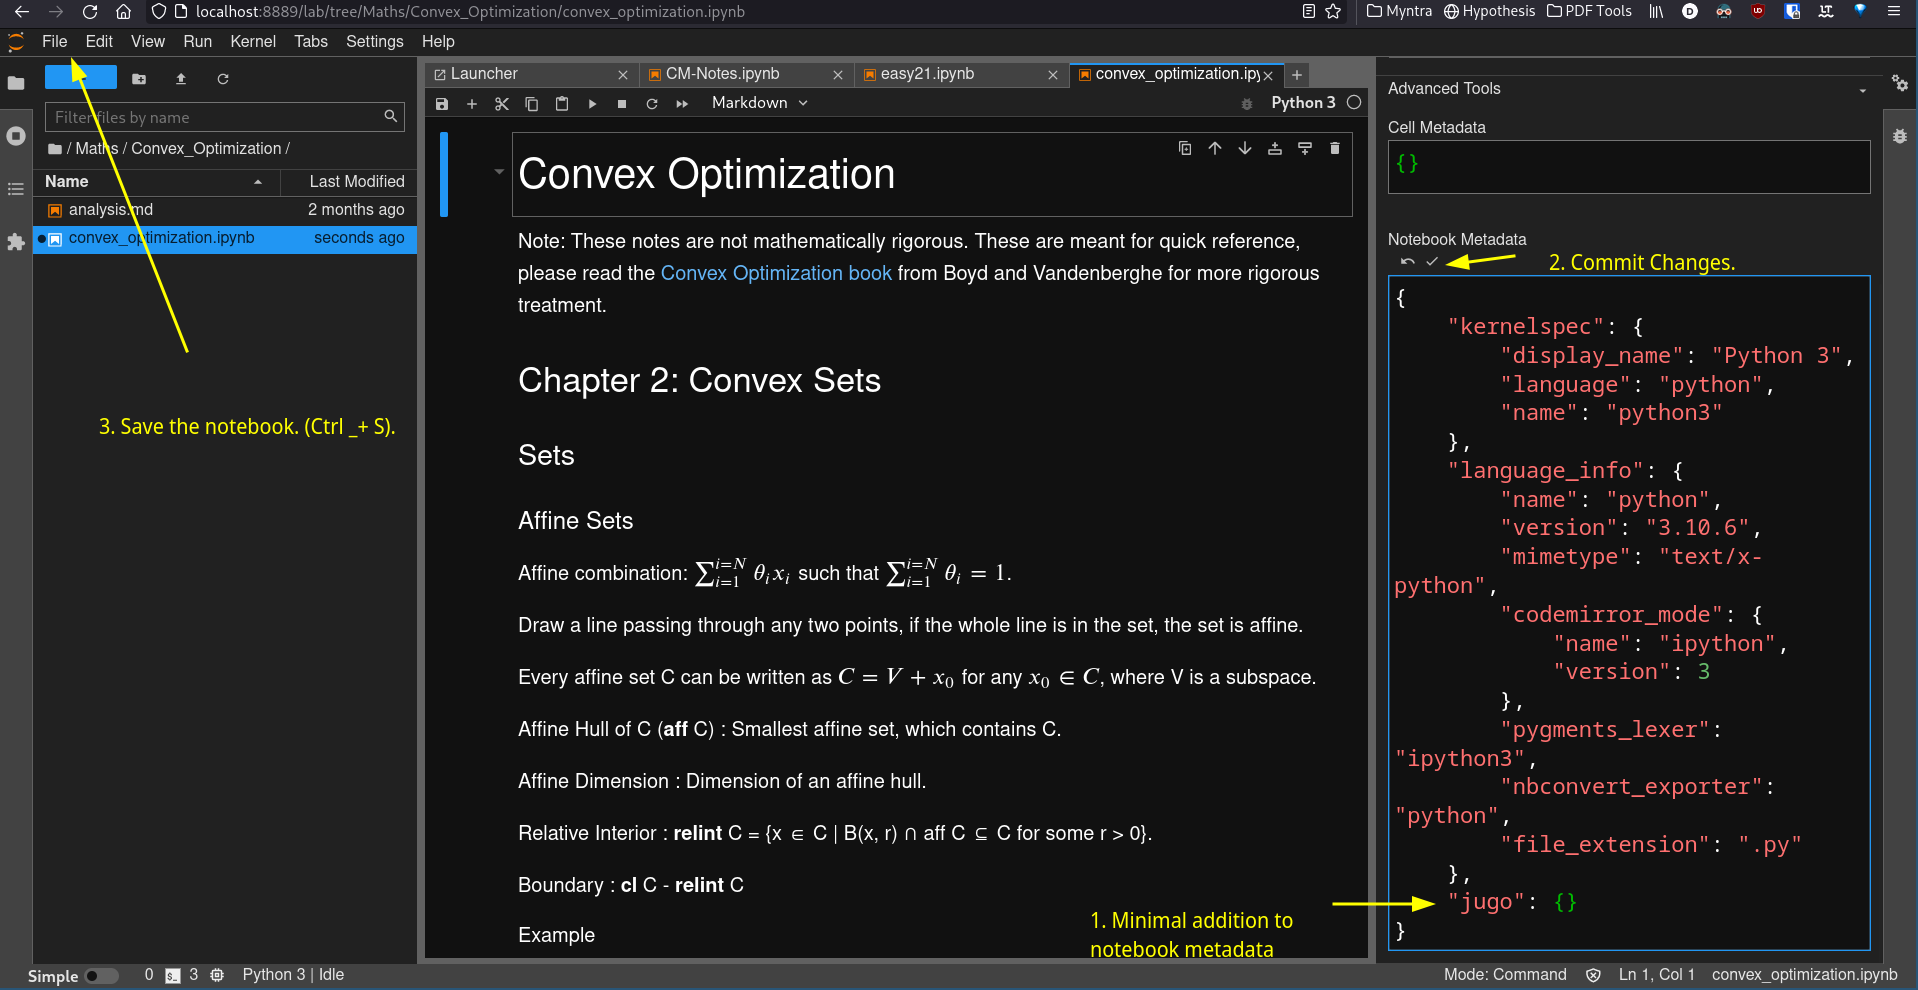 localhost:8889/lab/tree/Maths/Convex_Optimization/convex_optimization.ipynb
Myntra
Hypothesis
PDF Tools
File Edit View Run Kernel Tabs Settings Help
Filter files by name
/ Maths / Convex_Optimization /
Name Last Modified
analysis.md 2 months ago
convex_optimization.ipynb seconds ago
3. Save the notebook. (Ctrl _+ S).
Launcher
CM-Notes.ipynb
easy21.ipynb
convex_optimization.ipy
Markdown
Python 3
Convex Optimization
Note: These notes are not mathematically rigorous. These are meant for quick reference,
please read the Convex Optimization book from Boyd and Vandenberghe for more rigorous
treatment.
Chapter 2: Convex Sets
Sets
Affine Sets
Affine combination: ∑_{i=1}^{i=N} θ_i x_i such that ∑_{i=1}^{i=N} θ_i = 1.
Draw a line passing through any two points, if the whole line is in the set, the set is affine.
Every affine set C can be written as C = V + x_0 for any x_0 ∈ C, where V is a subspace.
Affine Hull of C (aff C) : Smallest affine set, which contains C.
Affine Dimension : Dimension of an affine hull.
Relative Interior : relint C = {x ∈ C | B(x, r) ∩ aff C ⊆ C for some r > 0}.
Boundary : cl C - relint C
Example
1. Minimal addition to
notebook metadata
Advanced Tools
Cell Metadata
{}
Notebook Metadata
2. Commit Changes.
{
"kernelspec": {
"display_name": "Python 3",
"language": "python",
"name": "python3"
},
"language_info": {
"name": "python",
"version": "3.10.6",
"mimetype": "text/x-
python",
"codemirror_mode": {
"name": "ipython",
"version": 3
},
"pygments_lexer":
"ipython3",
"nbconvert_exporter":
"python",
"file_extension": ".py"
},
"jugo": {}
}
Simple 0 3 Python 3 | Idle
Mode: Command Ln 1, Col 1 convex_optimization.ipynb